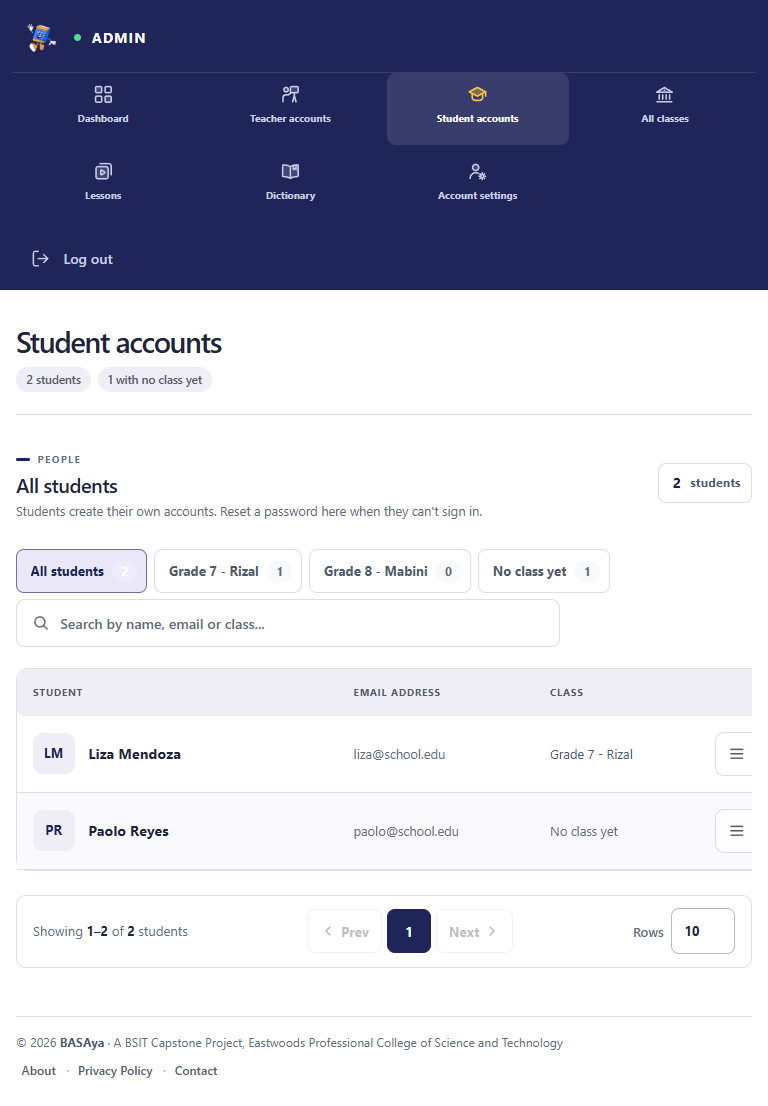 ADMIN
Dashboard
Teacher accounts
Student accounts
All classes
Lessons
Dictionary
Account settings
Log out
Student accounts
2 students
1 with no class yet
PEOPLE
All students
Students create their own accounts. Reset a password here when they can't sign in.
2 students
All students 2
Grade 7 - Rizal 1
Grade 8 - Mabini 0
No class yet 1
Search by name, email or class...
STUDENT EMAIL ADDRESS CLASS
LM Liza Mendoza liza@school.edu Grade 7 - Rizal
PR Paolo Reyes paolo@school.edu No class yet
Showing 1–2 of 2 students
Prev 1 Next
Rows 10
© 2026 BASAya · A BSIT Capstone Project, Eastwoods Professional College of Science and Technology
About · Privacy Policy · Contact